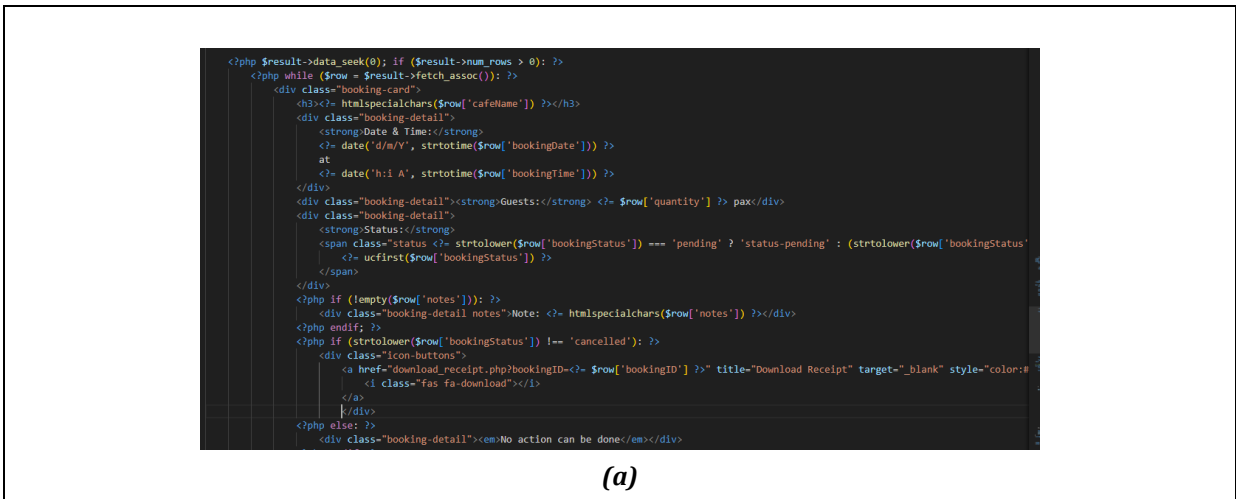 <?php $result->data_seek(0); if ($result->num_rows > 0): ?>
<?php while ($row = $result->fetch_assoc()): ?>
<div class="booking-card">
<h3><?= htmlspecialchars($row['cafeName']) ?></h3>
<div class="booking-detail">
<strong>Date & Time:</strong>
<?= date('d/m/Y', strtotime($row['bookingDate'])) ?>
at
<?= date('h:i A', strtotime($row['bookingTime'])) ?>
</div>
<div class="booking-detail"><strong>Guests:</strong> <?= $row['quantity'] ?> pax</div>
<div class="booking-detail">
<strong>Status:</strong>
<span class="status <?= strtolower($row['bookingStatus']) === 'pending' ? 'status-pending' : (strtolower($row['bookingStatus'
<?= ucfirst($row['bookingStatus']) ?>
</span>
</div>
<?php if (!empty($row['notes'])): ?>
<div class="booking-detail notes">Note: <?= htmlspecialchars($row['notes']) ?></div>
<?php endif; ?>
<?php if (strtolower($row['bookingStatus']) !== 'cancelled'): ?>
<div class="icon-buttons">
<a href="download_receipt.php?bookingID=<?= $row['bookingID'] ?>" title="Download Receipt" target="_blank" style="color:#
<i class="fas fa-download"></i>
</a>
</div>
<?php else: ?>
<div class="booking-detail"><em>No action can be done</em></div>
(a)